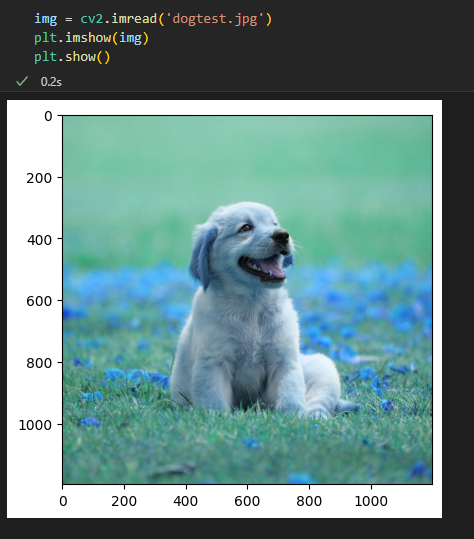 img = cv2.imread('dogtest.jpg')
plt.imshow(img)
plt.show()
✓ 0.2s
0
200
400
600
800
1000
0 200 400 600 800 1000